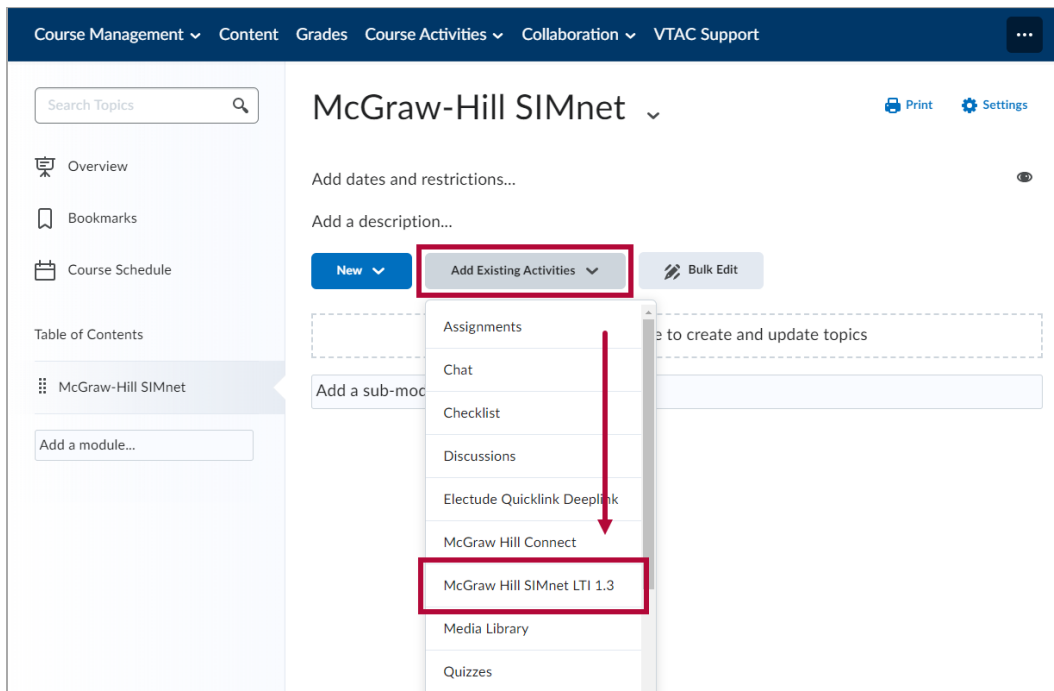 Course Management Content Grades Course Activities Collaboration VTAC Support
Search Topics
Overview
Bookmarks
Course Schedule
Table of Contents
McGraw-Hill SIMnet
Add a module...
McGraw-Hill SIMnet
Print Settings
Add dates and restrictions...
Add a description...
New Add Existing Activities Bulk Edit
to create and update topics
Add a
Assignments
Chat
Checklist
Discussions
Electude Quicklink Deeplink
McGraw Hill Connect
McGraw Hill SIMnet LTI 1.3
Media Library
Quizzes